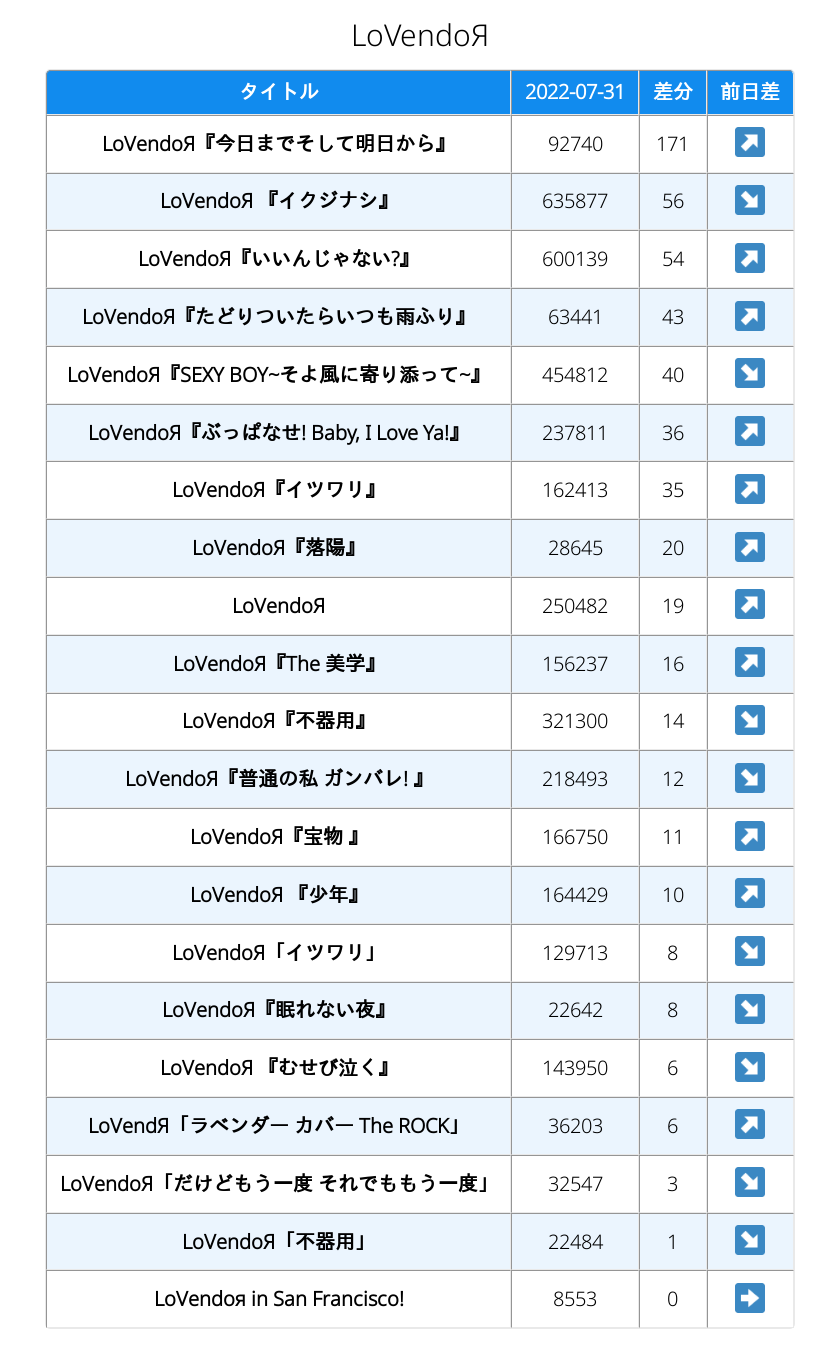 LoVendoЯ
タイトル 2022-07-31 差分 前日差
LoVendoЯ『今日までそして明日から』 92740 171 ↗
LoVendoЯ 『イクジナシ』 635877 56 ↘
LoVendoЯ『いいんじゃない?』 600139 54 ↗
LoVendoЯ『たどりついたらいつも雨ふり』 63441 43 ↗
LoVendoЯ『SEXY BOY~そよ風に寄り添って~』 454812 40 ↘
LoVendoЯ『ぶっぱなせ! Baby, I Love Ya!』 237811 36 ↗
LoVendoЯ『イツワリ』 162413 35 ↗
LoVendoЯ『落陽』 28645 20 ↗
LoVendoЯ 250482 19 ↗
LoVendoЯ『The 美学』 156237 16 ↗
LoVendoЯ『不器用』 321300 14 ↘
LoVendoЯ『普通の私 ガンバレ! 』 218493 12 ↘
LoVendoЯ『宝物 』 166750 11 ↗
LoVendoЯ 『少年』 164429 10 ↗
LoVendoЯ「イツワリ」 129713 8 ↘
LoVendoЯ『眠れない夜』 22642 8 ↘
LoVendoЯ 『むせび泣く』 143950 6 ↘
LoVendЯ「ラベンダー カバー The ROCK」 36203 6 ↗
LoVendoЯ「だけどもう一度 それでももう一度」 32547 3 ↘
LoVendoЯ「不器用」 22484 1 ↘
LoVendoя in San Francisco! 8553 0 ➡